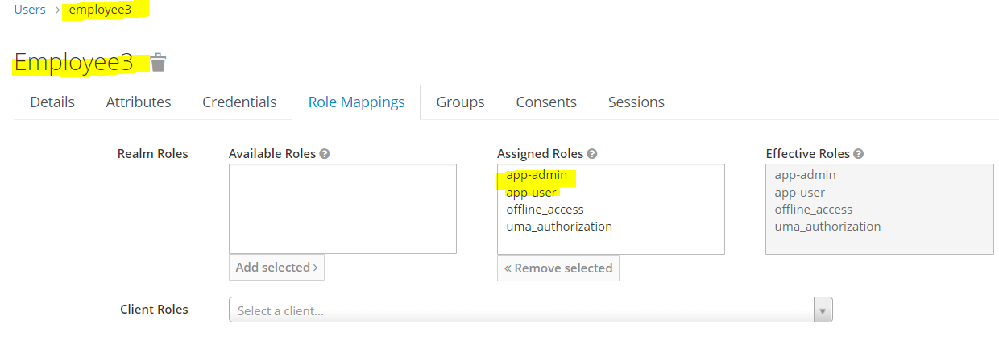 Users > employee3
Employee3
Details Attributes Credentials Role Mappings Groups Consents Sessions
Realm Roles Available Roles Assigned Roles Effective Roles
app-admin app-admin
app-user app-user
offline_access offline_access
uma_authorization uma_authorization
Add selected > « Remove selected
Client Roles Select a client...